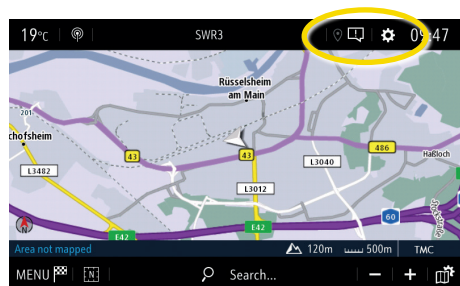 19°C
SWR3
09:47
Rüsselsheim
am Main
201
chofsheim
43
43
486
Haßloch
L3482
L3040
L3012
60
E42
E42
N
Area not mapped
120m
500m
TMC
MENU
N
Search...